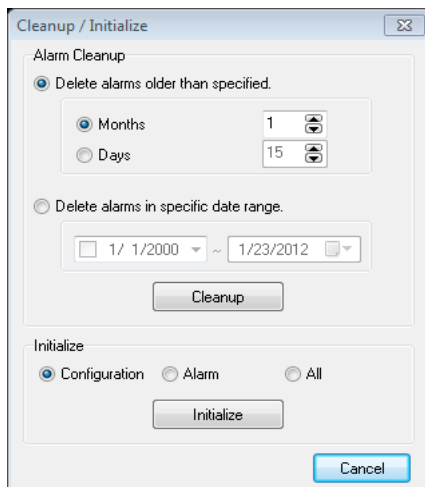 Cleanup / Initialize
Alarm Cleanup
Delete alarms older than specified.
Months 1
Days 15
Delete alarms in specific date range.
1/ 1/2000 ~ 1/23/2012
Cleanup
Initialize
Configuration Alarm All
Initialize
Cancel